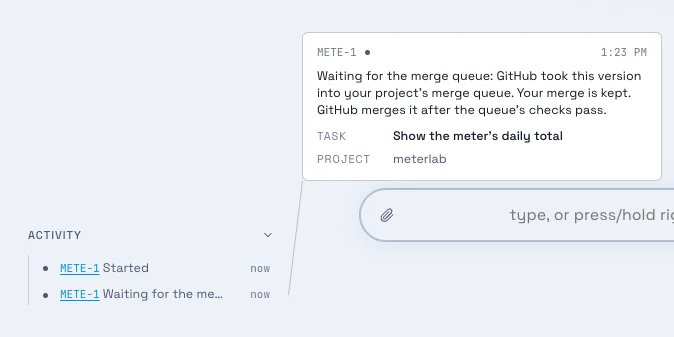 METE-1 1:23 PM
Waiting for the merge queue: GitHub took this version
into your project's merge queue. Your merge is kept.
GitHub merges it after the queue's checks pass.
TASK Show the meter's daily total
PROJECT meterlab
type, or press/hold
ACTIVITY
METE-1 Started now
METE-1 Waiting for the me... now